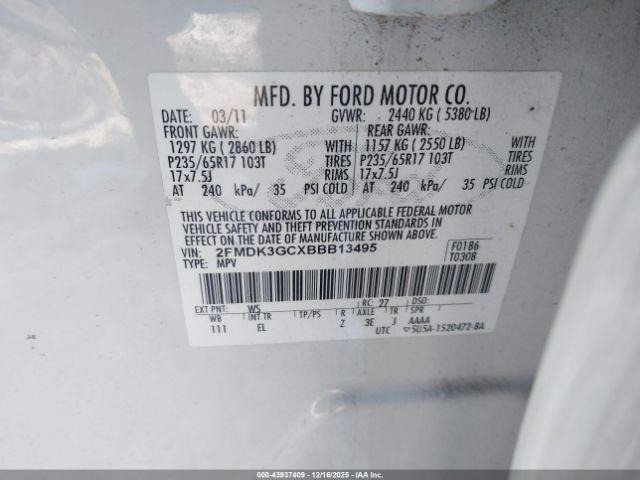 MFD. BY FORD MOTOR CO.
DATE: 03/11 GVWR: 2440 KG ( 5380 LB)
FRONT GAWR: REAR GAWR:
1297 KG ( 2860 LB) WITH 1157 KG ( 2550 LB) WITH
P235/65R17 103T TIRES P235/65R17 103T TIRES
17x7.5J RIMS 17x7.5J RIMS
AT 240 kPa/ 35 PSI COLD AT 240 kPa/ 35 PSI COLD
THIS VEHICLE CONFORMS TO ALL APPLICABLE FEDERAL MOTOR
VEHICLE SAFETY AND THEFT PREVENTION STANDARDS IN
EFFECT ON THE DATE OF MANUFACTURE SHOWN ABOVE.
VIN: 2FMDK3GCXBBB13495 F0186
TYPE: MPV T0308
EXT PNT: WS RC: 27 DSO:
WB INT TR TP/PS R AXLE TR SPR
111 EL Z 3E J AAAA
UTC ▽5U5A-1520472-BA
000-43937409 - 12/16/2025 - IAAI.COM